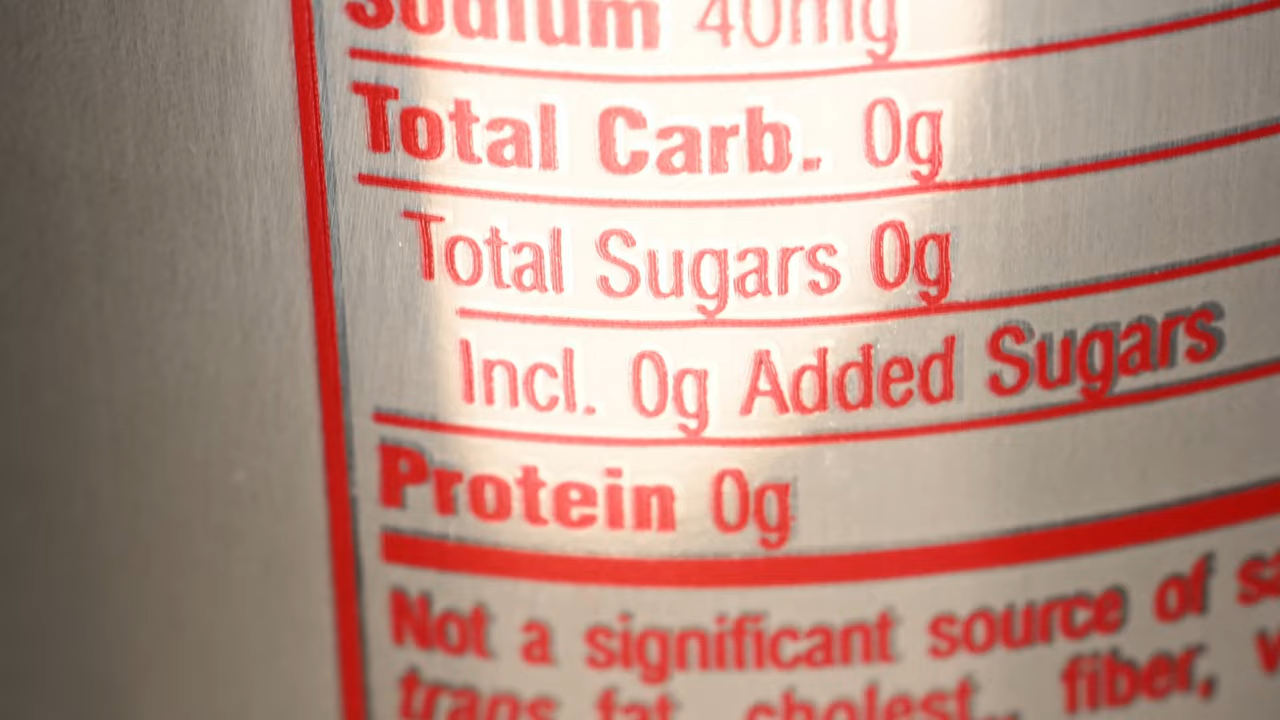 Sodium 40mg
Total Carb. 0g
Total Sugars 0g
Incl. 0g Added Sugars
Protein 0g
Not a significant source of
trans fat, cholest., fiber,